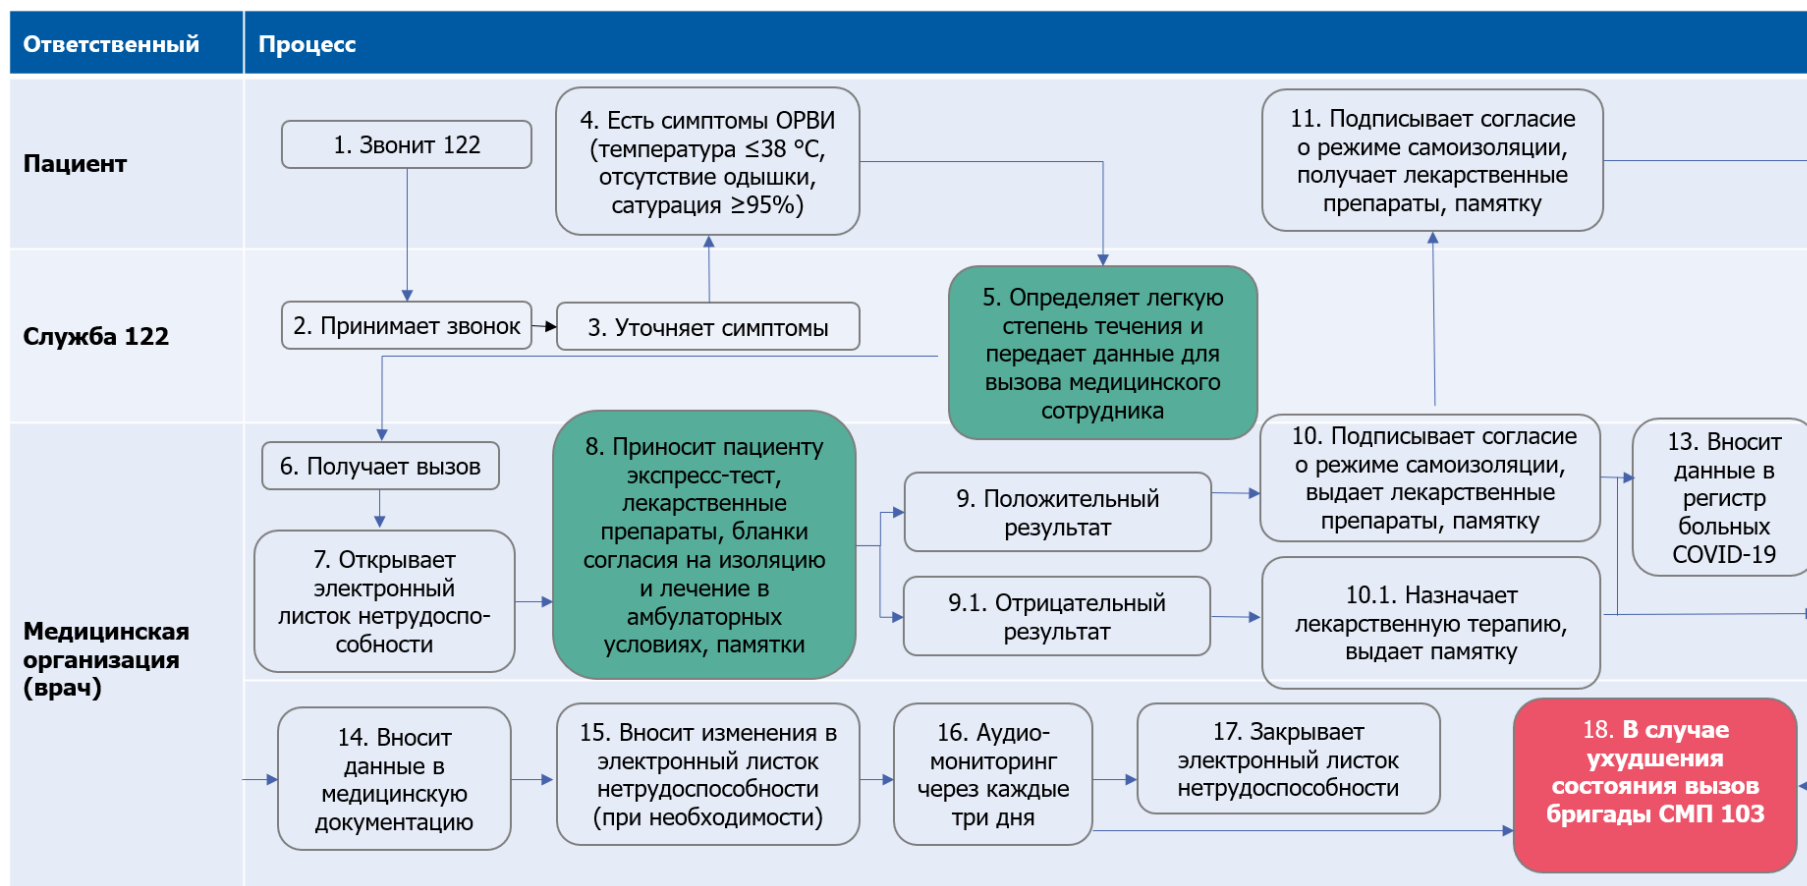 Ответственный
Процесс
Пациент
1. Звонит 122
4. Есть симптомы ОРВИ
(температура ≤38 °C,
отсутствие одышки,
сатурация ≥95%)
11. Подписывает согласие
о режиме самоизоляции,
получает лекарственные
препараты, памятку
Служба 122
2. Принимает звонок
3. Уточняет симптомы
5. Определяет легкую
степень течения и
передает данные для
вызова медицинского
сотрудника
Медицинская
организация
(врач)
6. Получает вызов
7. Открывает
электронный
листок нетрудоспо-
собности
8. Приносит пациенту
экспресс-тест,
лекарственные
препараты, бланки
согласия на изоляцию
и лечение в
амбулаторных
условиях, памятки
9. Положительный
результат
9.1. Отрицательный
результат
10. Подписывает согласие
о режиме самоизоляции,
выдает лекарственные
препараты, памятку
10.1. Назначает
лекарственную терапию,
выдает памятку
13. Вносит
данные в
регистр
больных
COVID-19
14. Вносит
данные в
медицинскую
документацию
15. Вносит изменения в
электронный листок
нетрудоспособности
(при необходимости)
16. Аудио-
мониторинг
через каждые
три дня
17. Закрывает
электронный листок
нетрудоспособности
18. В случае
ухудшения
состояния вызов
бригады СМП 103